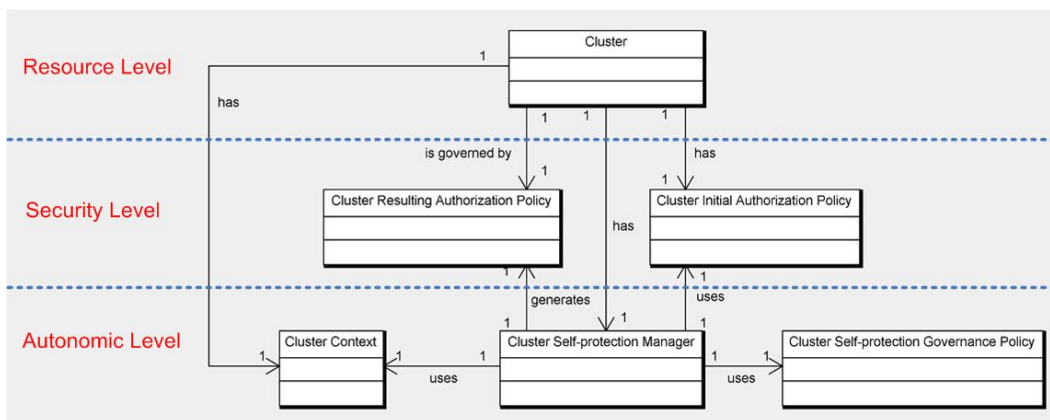 Cluster
1
Resource Level
has
1 1 1
is governed by
has
1
1
Cluster Resulting Authorization Policy
Cluster Initial Authorization Policy
Security Level
has
1
1
generates
uses
1
1
1
Autonomic Level
Cluster Context
Cluster Self-protection Manager
Cluster Self-protection Governance Policy
1
1
1
1
1
uses
uses